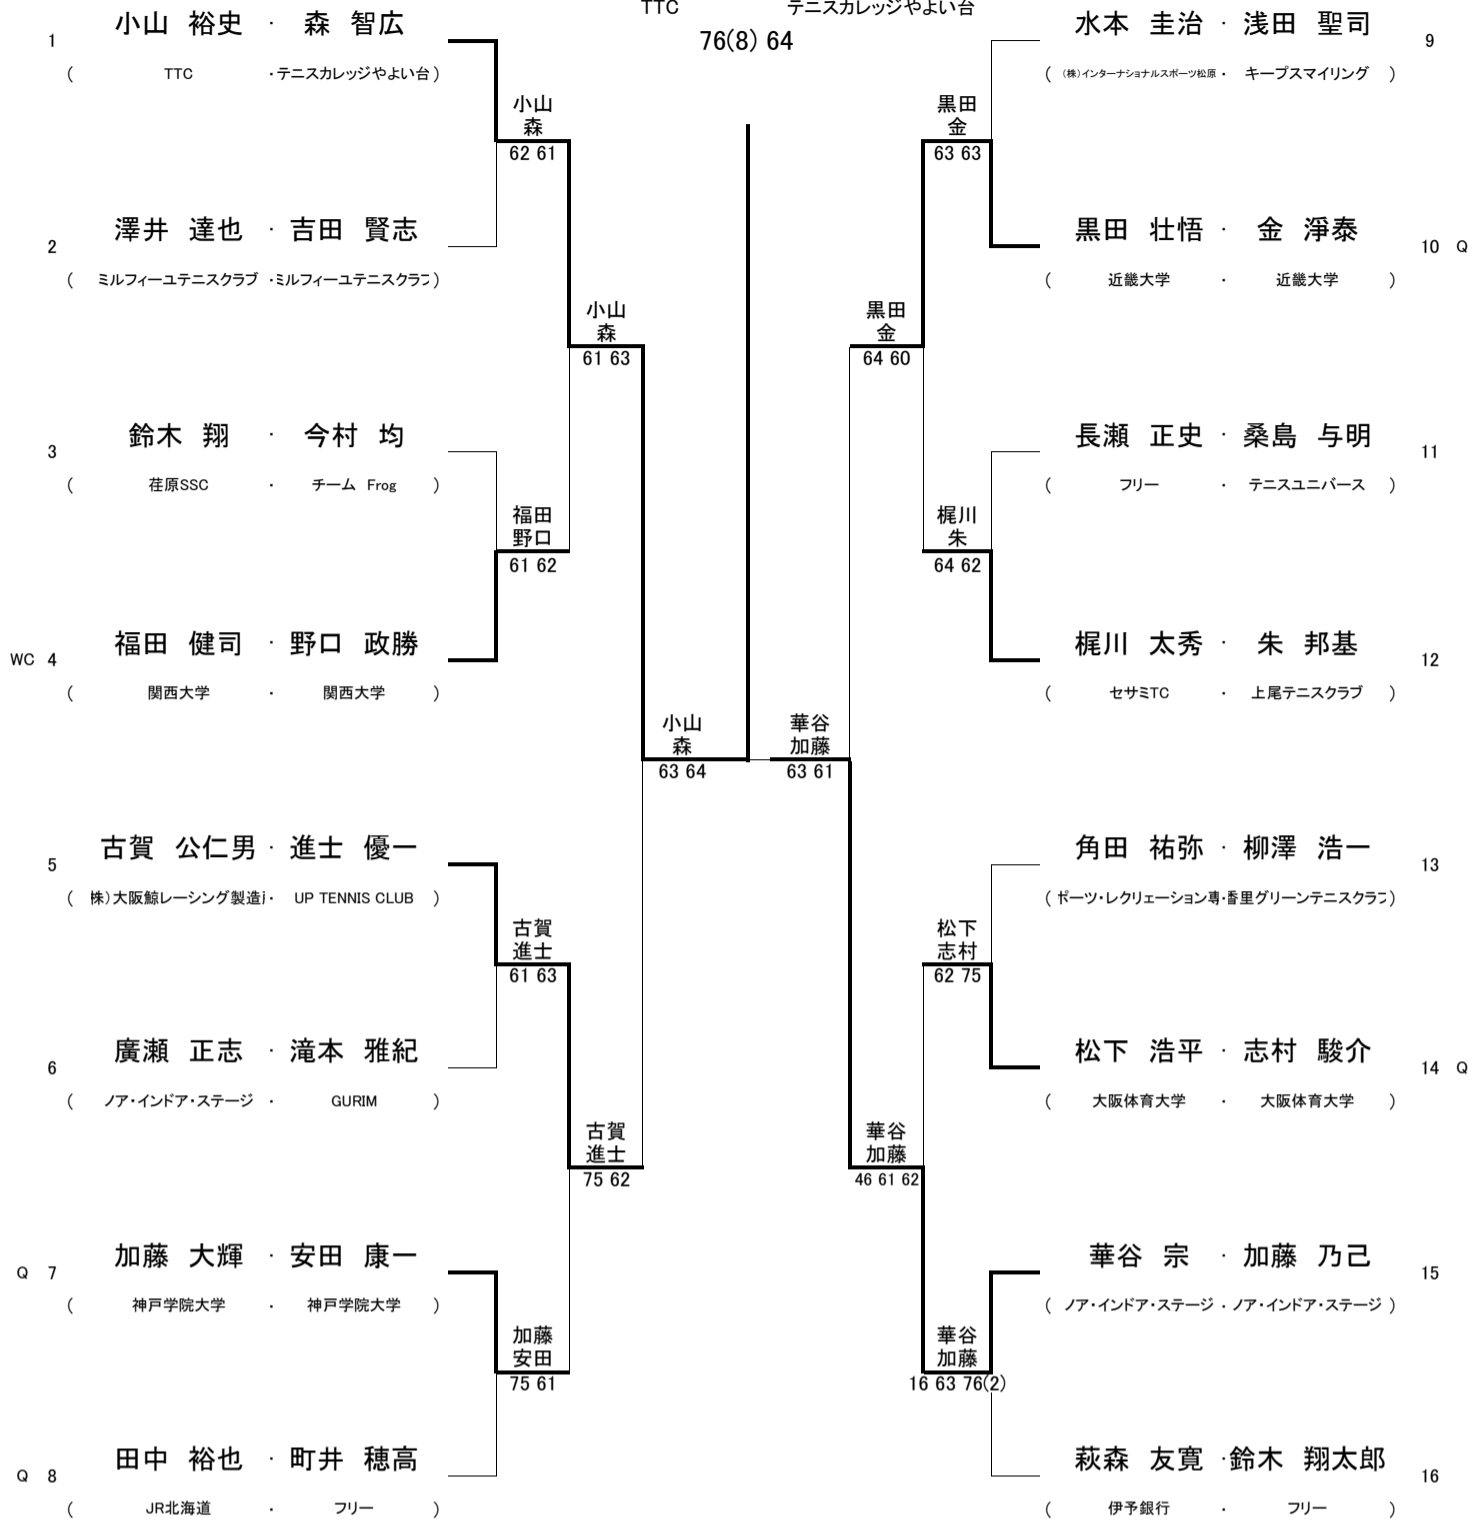 TTC テニスカレッジやよい台
76(8) 64
1 小山 裕史 ・ 森 智広
( TTC ・テニスカレッジやよい台)
小山
森
62 61
2 澤井 達也 ・ 吉田 賢志
( ミルフィーユテニスクラブ ・ミルフィーユテニスクラブ)
小山
森
61 63
3 鈴木 翔 ・ 今村 均
( 荏原SSC ・ チーム Frog )
福田
野口
61 62
WC 4 福田 健司 ・ 野口 政勝
( 関西大学 ・ 関西大学 )
小山
森
63 64
5 古賀 公仁男 ・ 進士 優一
( 株)大阪鯨レーシング製造・ UP TENNIS CLUB )
古賀
進士
61 63
6 廣瀬 正志 ・ 滝本 雅紀
( ノア・インドア・ステージ ・ GURIM )
古賀
進士
75 62
Q 7 加藤 大輝 ・ 安田 康一
( 神戸学院大学 ・ 神戸学院大学 )
加藤
安田
75 61
Q 8 田中 裕也 ・ 町井 穂高
( JR北海道 ・ フリー )
水本 圭治 ・ 浅田 聖司 9
( (株)インターナショナルスポーツ松原 ・ キープスマイリング )
黒田
金
63 63
黒田 壮悟 ・ 金 淨泰 10 Q
( 近畿大学 ・ 近畿大学 )
黒田
金
64 60
長瀬 正史 ・ 桑島 与明 11
( フリー ・ テニスユニバース )
梶川
朱
64 62
梶川 太秀 ・ 朱 邦基 12
( セサミTC ・ 上尾テニスクラブ )
華谷
加藤
63 61
角田 祐弥 ・ 柳澤 浩一 13
( ポーツ・レクリェーション専・香里グリーンテニスクラブ)
松下
志村
62 75
松下 浩平 ・ 志村 駿介 14 Q
( 大阪体育大学 ・ 大阪体育大学 )
華谷
加藤
46 61 62
華谷 宗 ・ 加藤 乃己 15
( ノア・インドア・ステージ ・ ノア・インドア・ステージ )
華谷
加藤
16 63 76(2)
萩森 友寛 ・鈴木 翔太郎 16
( 伊予銀行 ・ フリー )